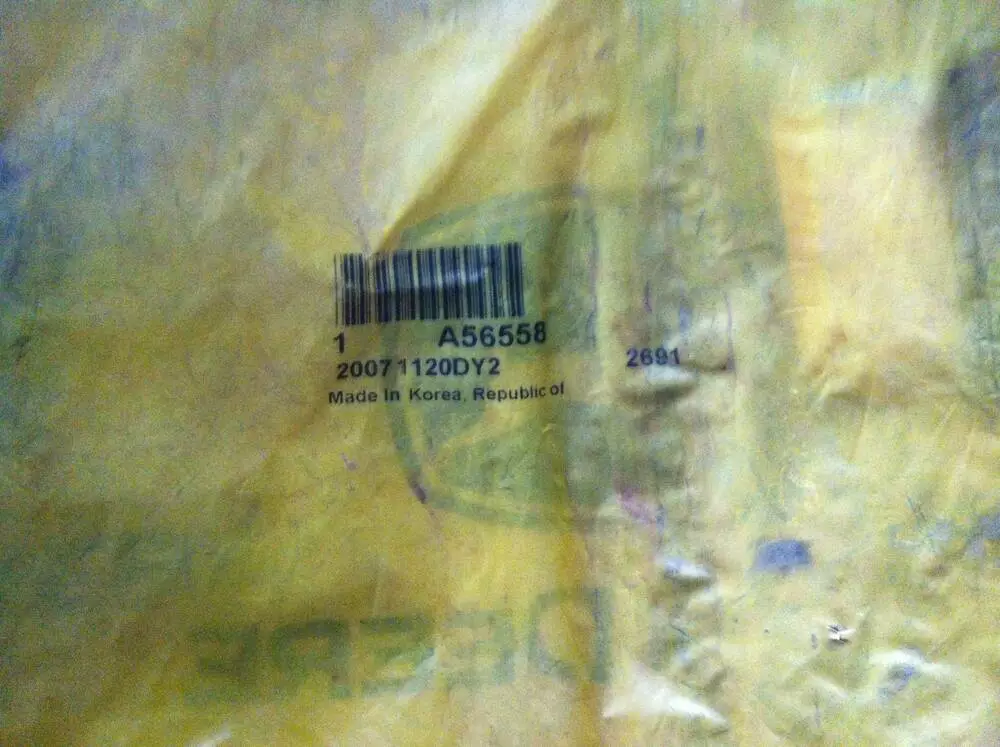 1 A56558
20071120DY2 2691
Made In Korea, Republic of